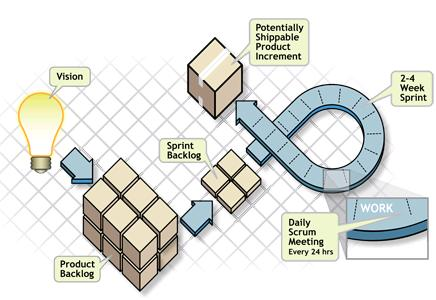 Vision
Potentially
Shippable
Product
Increment
2-4
Week
Sprint
Sprint
Backlog
WORK
Daily
Scrum
Meeting
Every 24 hrs
Product
Backlog